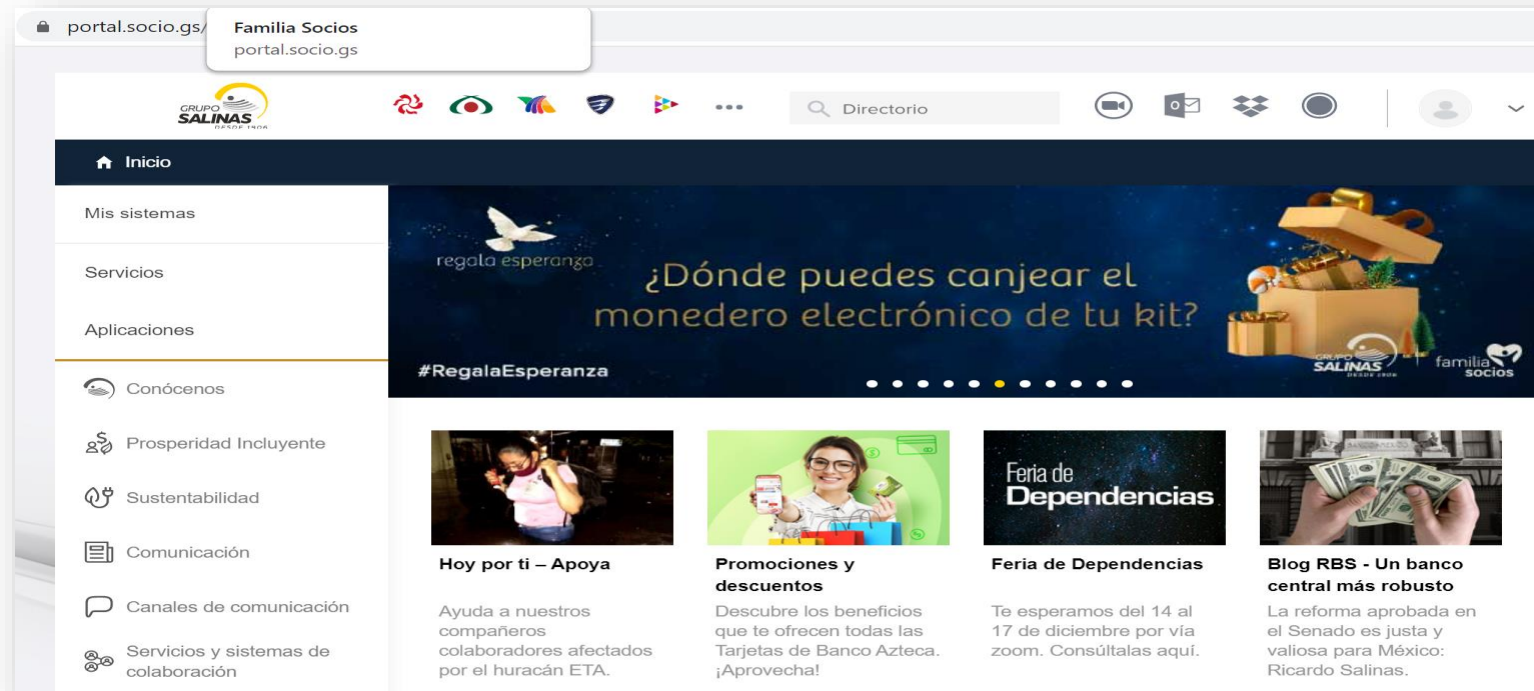 portal.socio.gs/
Familia Socios
portal.socio.gs
GRUPO
SALINAS
DESDE 1906
Directorio
Inicio
Mis sistemas
Servicios
Aplicaciones
Conócenos
Prosperidad Incluyente
Sustentabilidad
Comunicación
Canales de comunicación
Servicios y sistemas de
colaboración
regala esperanza
¿Dónde puedes canjear el
monedero electrónico de tu kit?
#RegalaEsperanza
GRUPO
SALINAS
DESDE 1906
familia
socios
Feria de
Dependencias
Hoy por ti – Apoya
Ayuda a nuestros
compañeros
colaboradores afectados
por el huracán ETA.
Promociones y
descuentos
Descubre los beneficios
que te ofrecen todas las
Tarjetas de Banco Azteca.
¡Aprovecha!
Feria de Dependencias
Te esperamos del 14 al
17 de diciembre por vía
zoom. Consúltalas aquí.
Blog RBS - Un banco
central más robusto
La reforma aprobada en
el Senado es justa y
valiosa para México:
Ricardo Salinas.